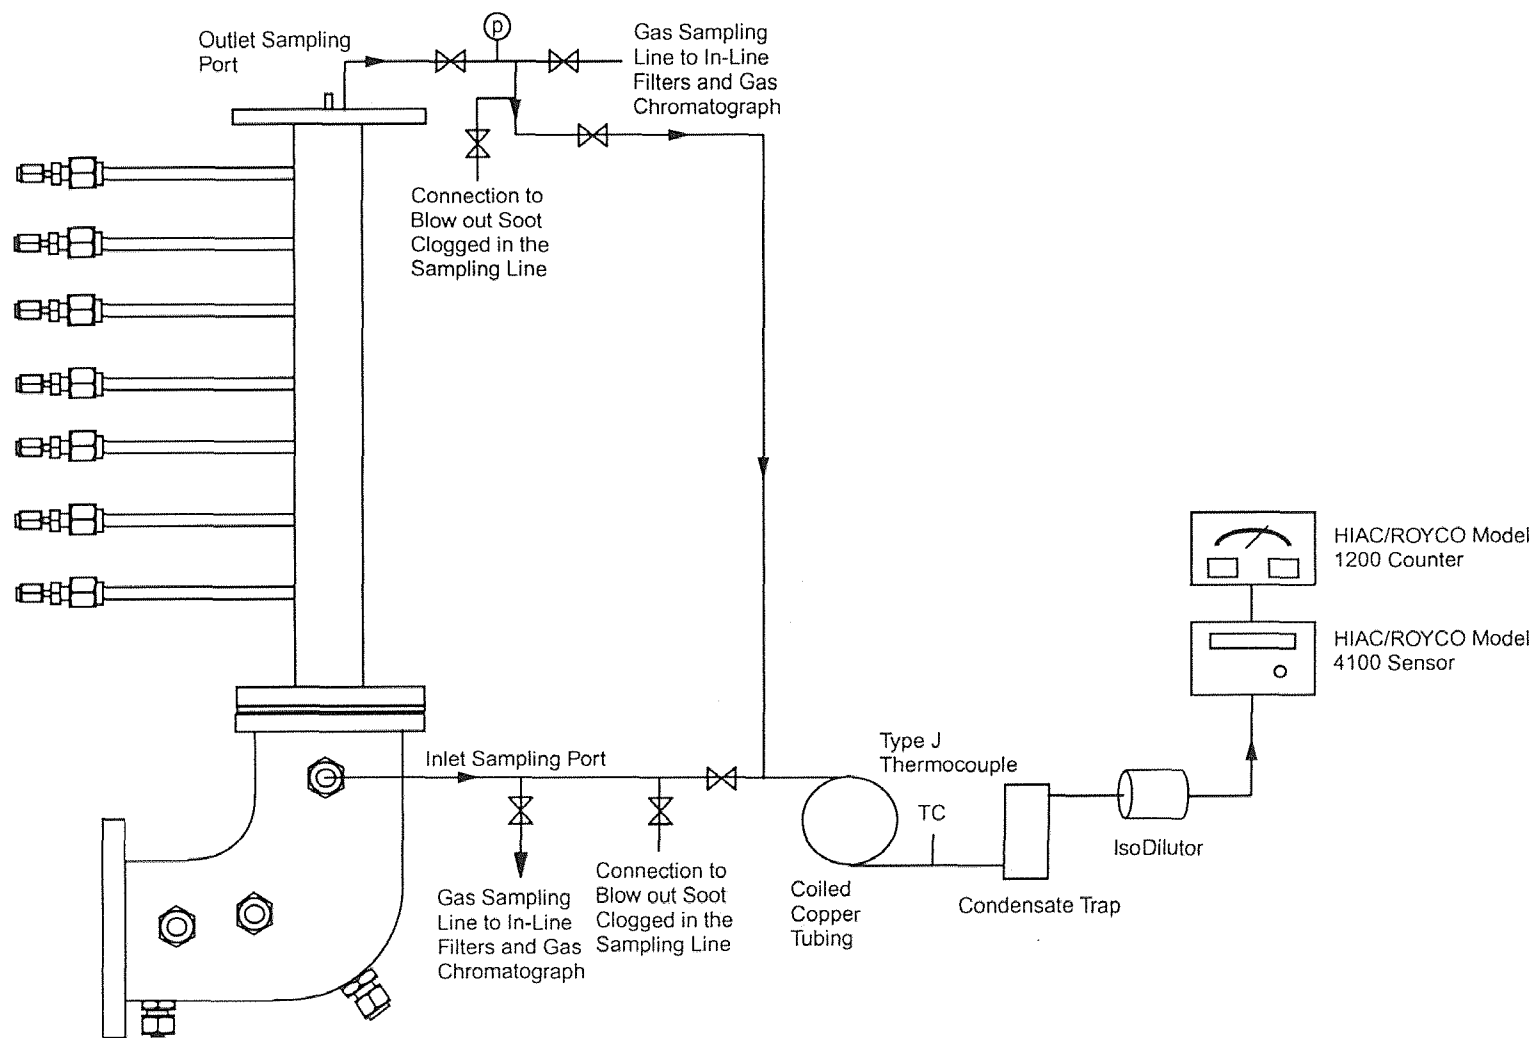 Outlet Sampling
Port
p
Gas Sampling
Line to In-Line
Filters and Gas
Chromatograph
Connection to
Blow out Soot
Clogged in the
Sampling Line
HIAC/ROYCO Model
1200 Counter
HIAC/ROYCO Model
4100 Sensor
Inlet Sampling Port
Type J
Thermocouple
TC
IsoDilutor
Condensate Trap
Coiled
Copper
Tubing
Connection to
Blow out Soot
Clogged in the
Sampling Line
Gas Sampling
Line to In-Line
Filters and Gas
Chromatograph